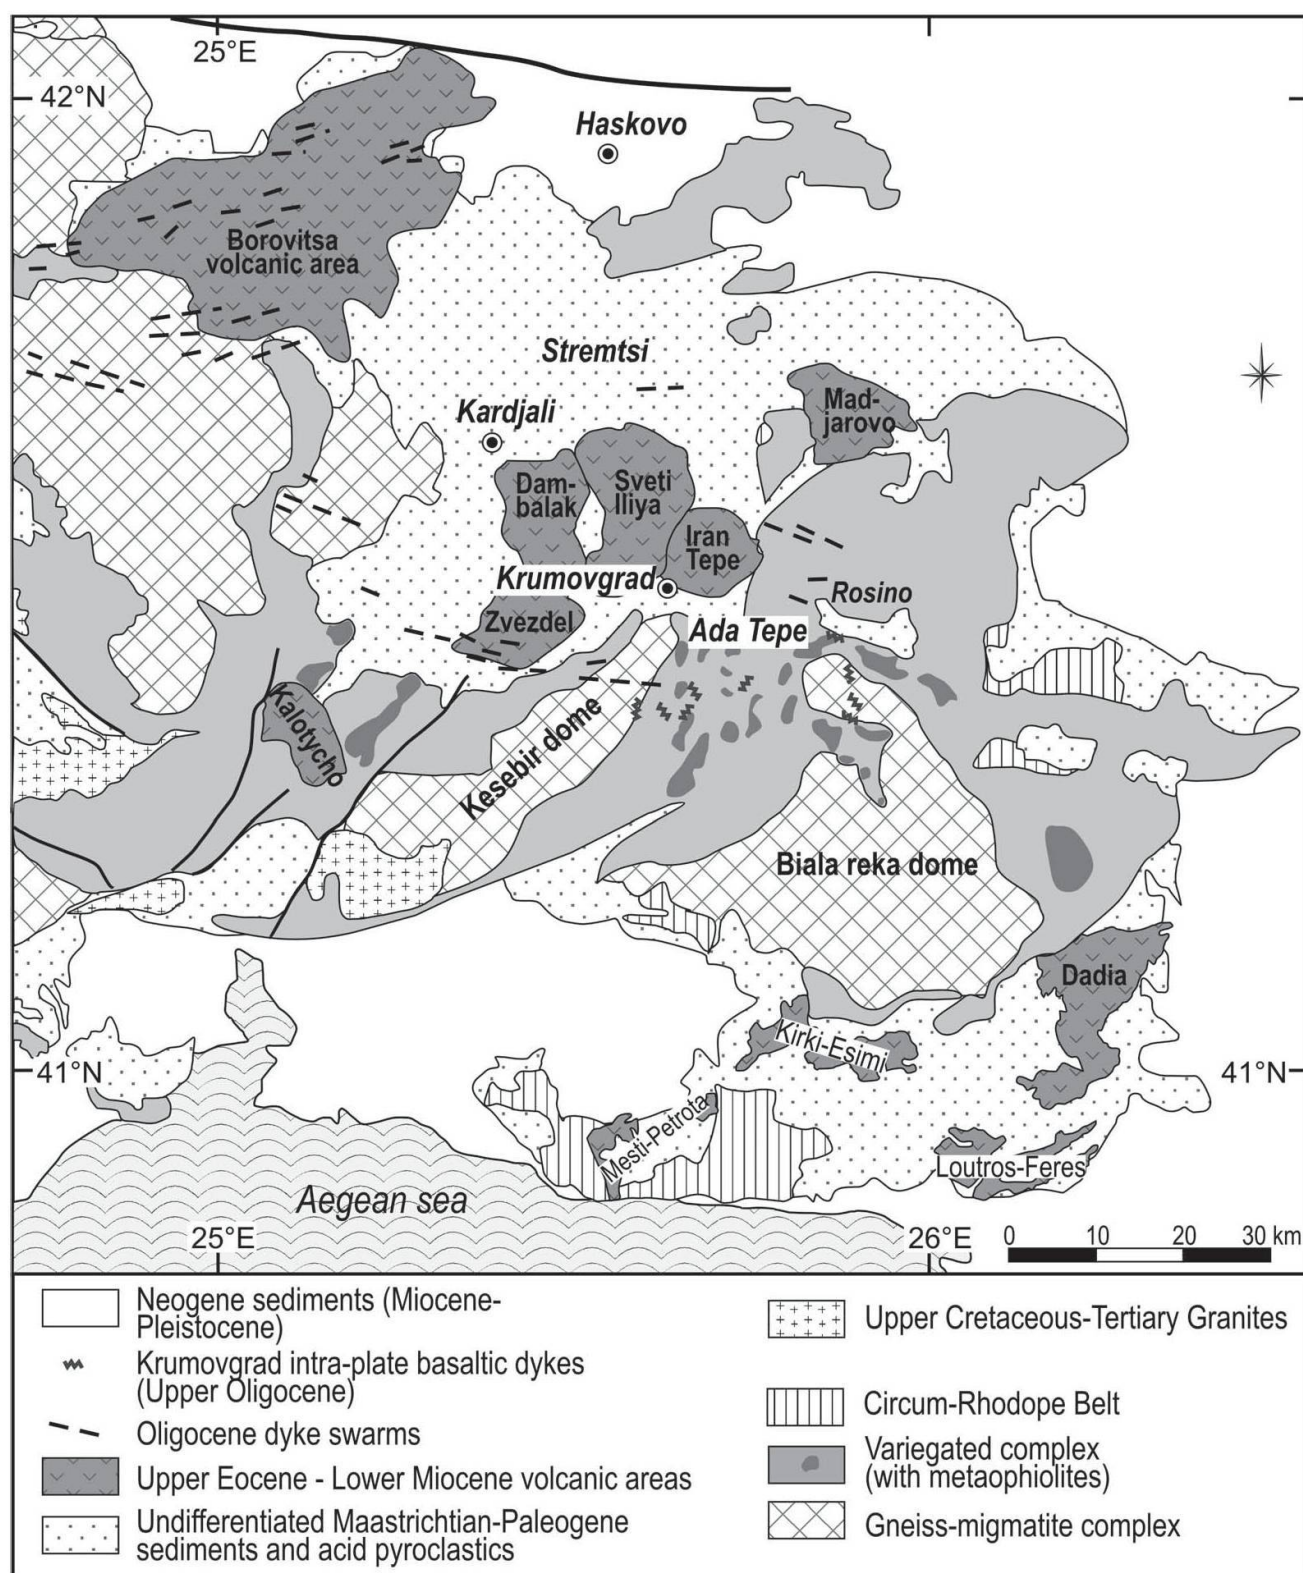 25°E
42°N
Haskovo
Borovitsa
volcanic area
Stremtsi
Mad-
jarovo
Kardjali
Dam-
balak
Sveti
Iliya
Iran
Tepe
Krumovgrad
Rosino
Zvezdel
Ada Tepe
Kalotycho
Kesebir dome
Biala reka dome
Dadia
Kirki-Esimi
41°N
41°N
Mesti-Petrota
Loutros-Feres
Aegean sea
25°E
26°E
0 10 20 30 km
Neogene sediments (Miocene-
Pleistocene)
Krumovgrad intra-plate basaltic dykes
(Upper Oligocene)
Oligocene dyke swarms
Upper Eocene - Lower Miocene volcanic areas
Undifferentiated Maastrichtian-Paleogene
sediments and acid pyroclastics
Upper Cretaceous-Tertiary Granites
Circum-Rhodope Belt
Variegated complex
(with metaophiolites)
Gneiss-migmatite complex